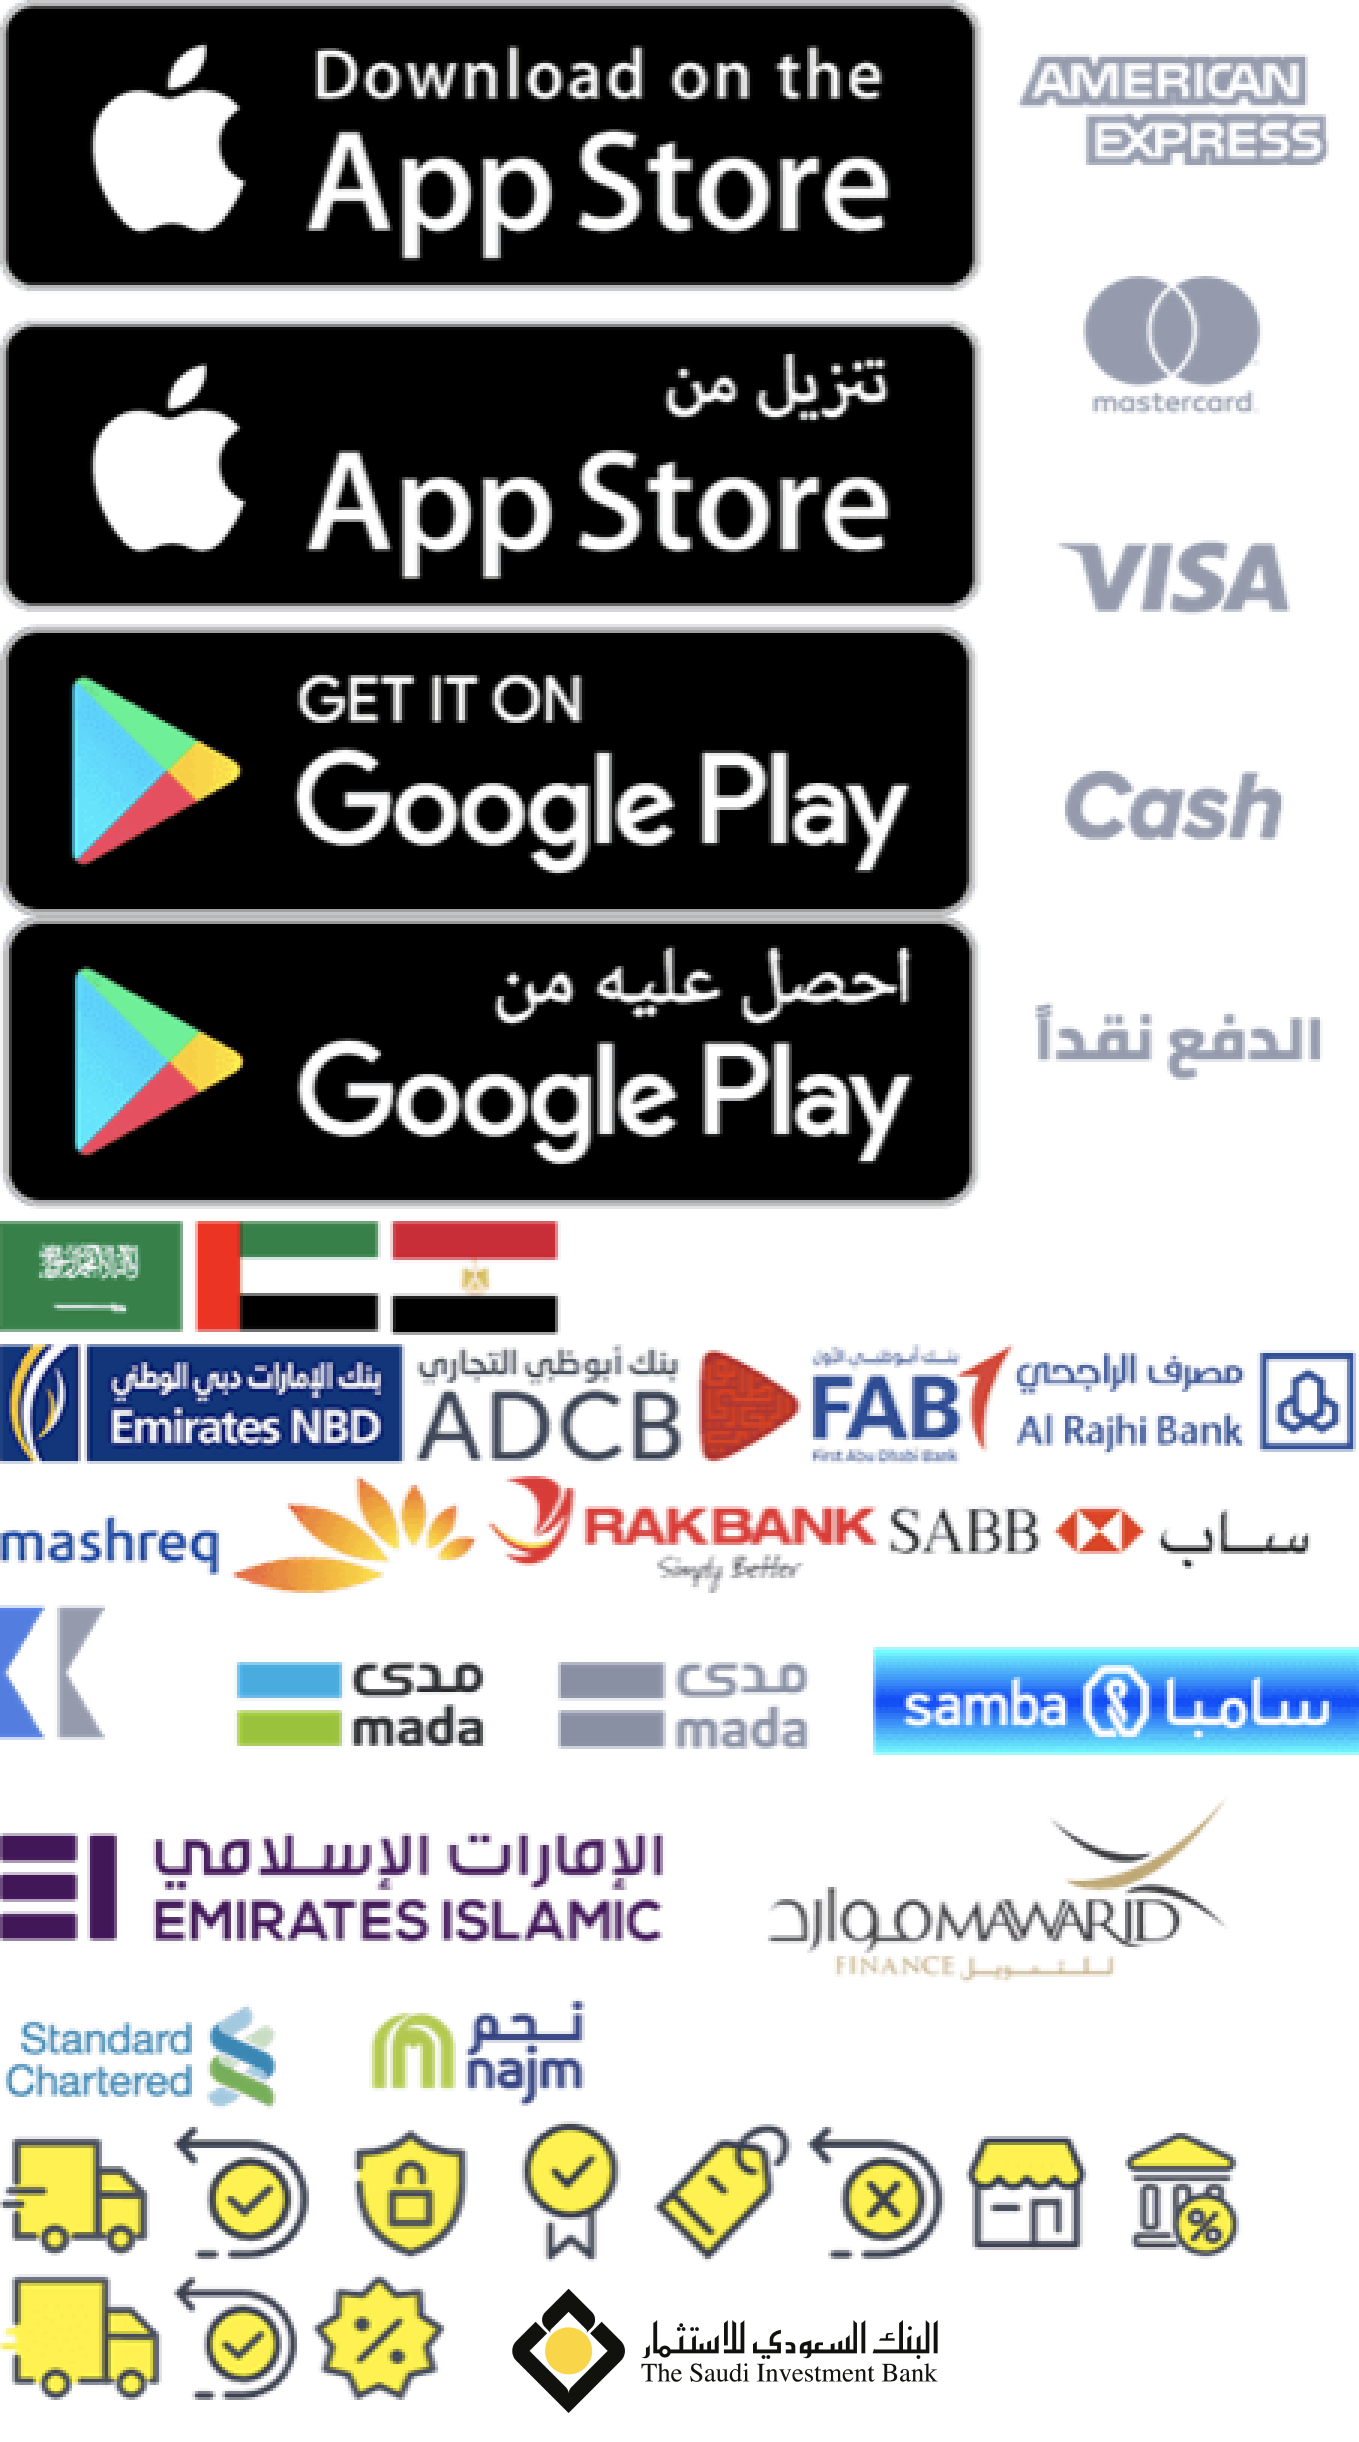 Download on the
App Store
AMERICAN
EXPRESS
mastercard.
تنزيل من
App Store
VISA
GET IT ON
Google Play
Cash
احصل عليه من
Google Play
الدفع نقداً
بنك الإمارات دبي الوطني
Emirates NBD
بنك أبوظبي التجاري
ADCB
بنك أبوظبي الأول
FAB
First Abu Dhabi Bank
مصرف الراجحي
Al Rajhi Bank
mashreq
RAKBANK
Simply Better
SABB ساب
مدى
mada
مدى
mada
samba سامبا
الإمارات الإسلامي
EMIRATES ISLAMIC
موارد MAWARID
FINANCE للتمويل
Standard
Chartered
نجم
najm
%
%
البنك السعودي للاستثمار
The Saudi Investment Bank